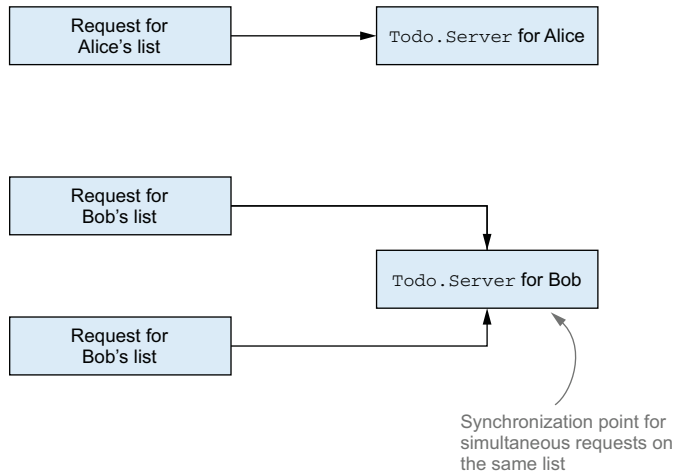 Request for
Alice's list
Todo.Server for Alice
Request for
Bob's list
Todo.Server for Bob
Request for
Bob's list
Synchronization point for
simultaneous requests on
the same list